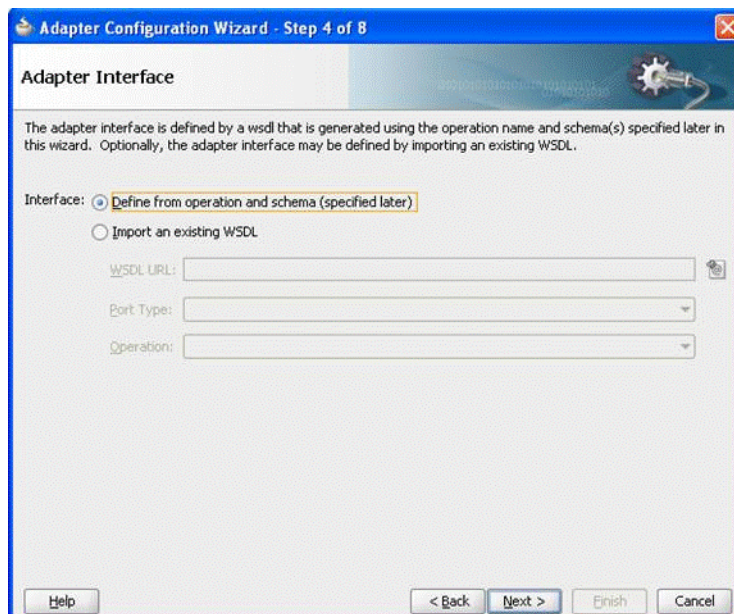 Adapter Configuration Wizard - Step 4 of 8
Adapter Interface
The adapter interface is defined by a wsdl that is generated using the operation name and schema(s) specified later in
this wizard. Optionally, the adapter interface may be defined by importing an existing WSDL.
Interface: Define from operation and schema (specified later)
Import an existing WSDL
WSDL URL:
Port Type:
Operation:
Help < Back Next > Finish Cancel